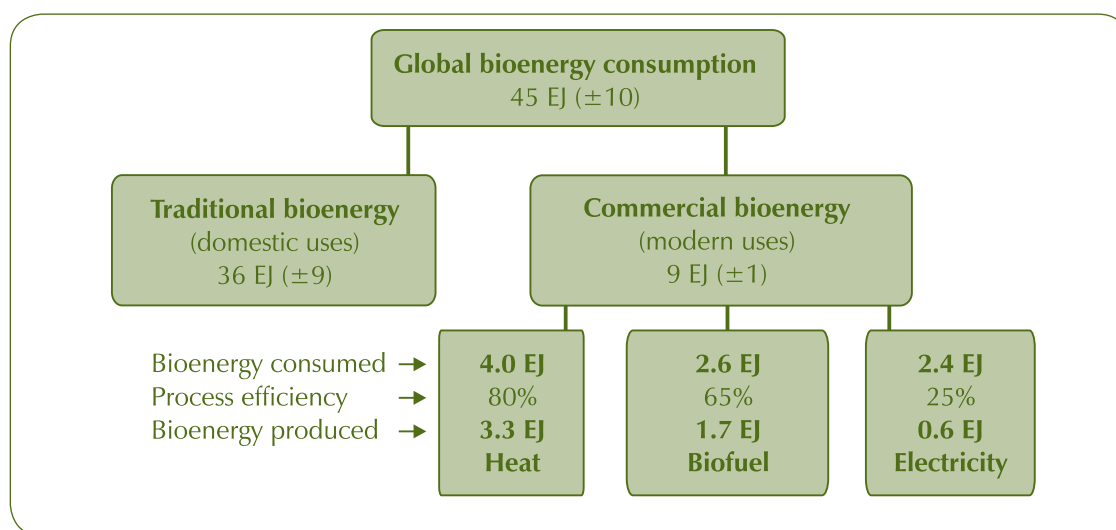 Global bioenergy consumption
45 EJ (±10)
Traditional bioenergy
(domestic uses)
36 EJ (±9)
Commercial bioenergy
(modern uses)
9 EJ (±1)
Bioenergy consumed → 4.0 EJ 2.6 EJ 2.4 EJ
Process efficiency 80% 65% 25%
Bioenergy produced → 3.3 EJ 1.7 EJ 0.6 EJ
Heat Biofuel Electricity